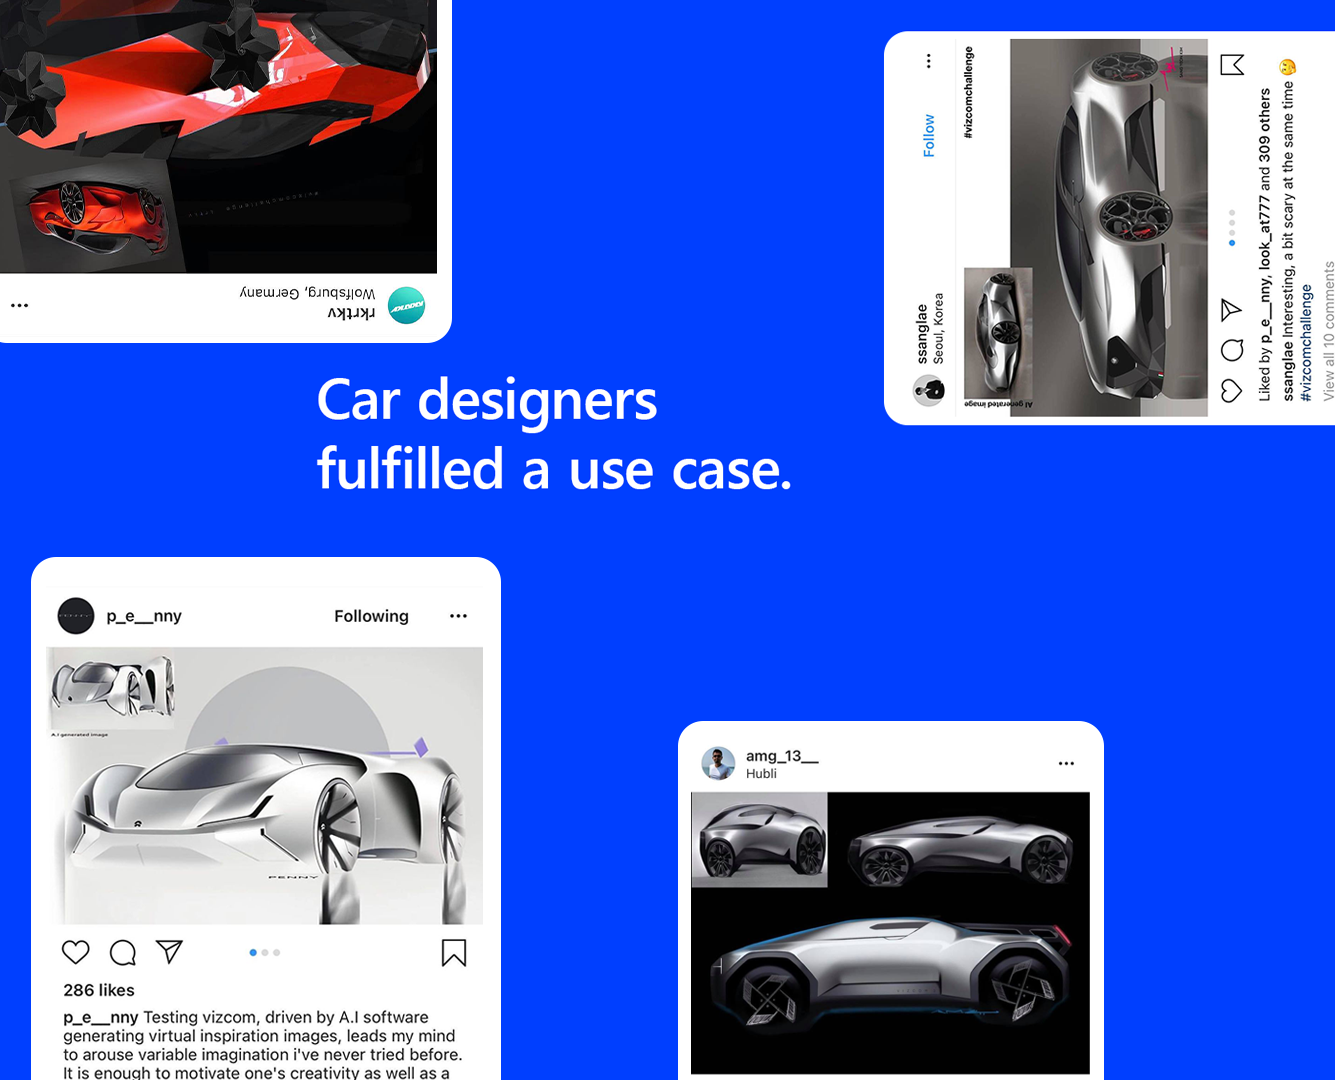 Wolfsburg, Germany
rkrtkv
#vizcomchallenge
Follow
#vizcomchallenge
ssanglae
Seoul, Korea
AI generated image
Liked by p_e__nny, look_at777 and 309 others
ssanglae Interesting, a bit scary at the same time 🤔
#vizcomchallenge
View all 10 comments
Car designers
fulfilled a use case.
p_e__nny
Following
A.I generated image
PENNY
286 likes
p_e__nny Testing vizcom, driven by A.I software
generating virtual inspiration images, leads my mind
to arouse variable imagination i've never tried before.
It is enough to motivate one's creativity as well as a
amg_13__
Hubli